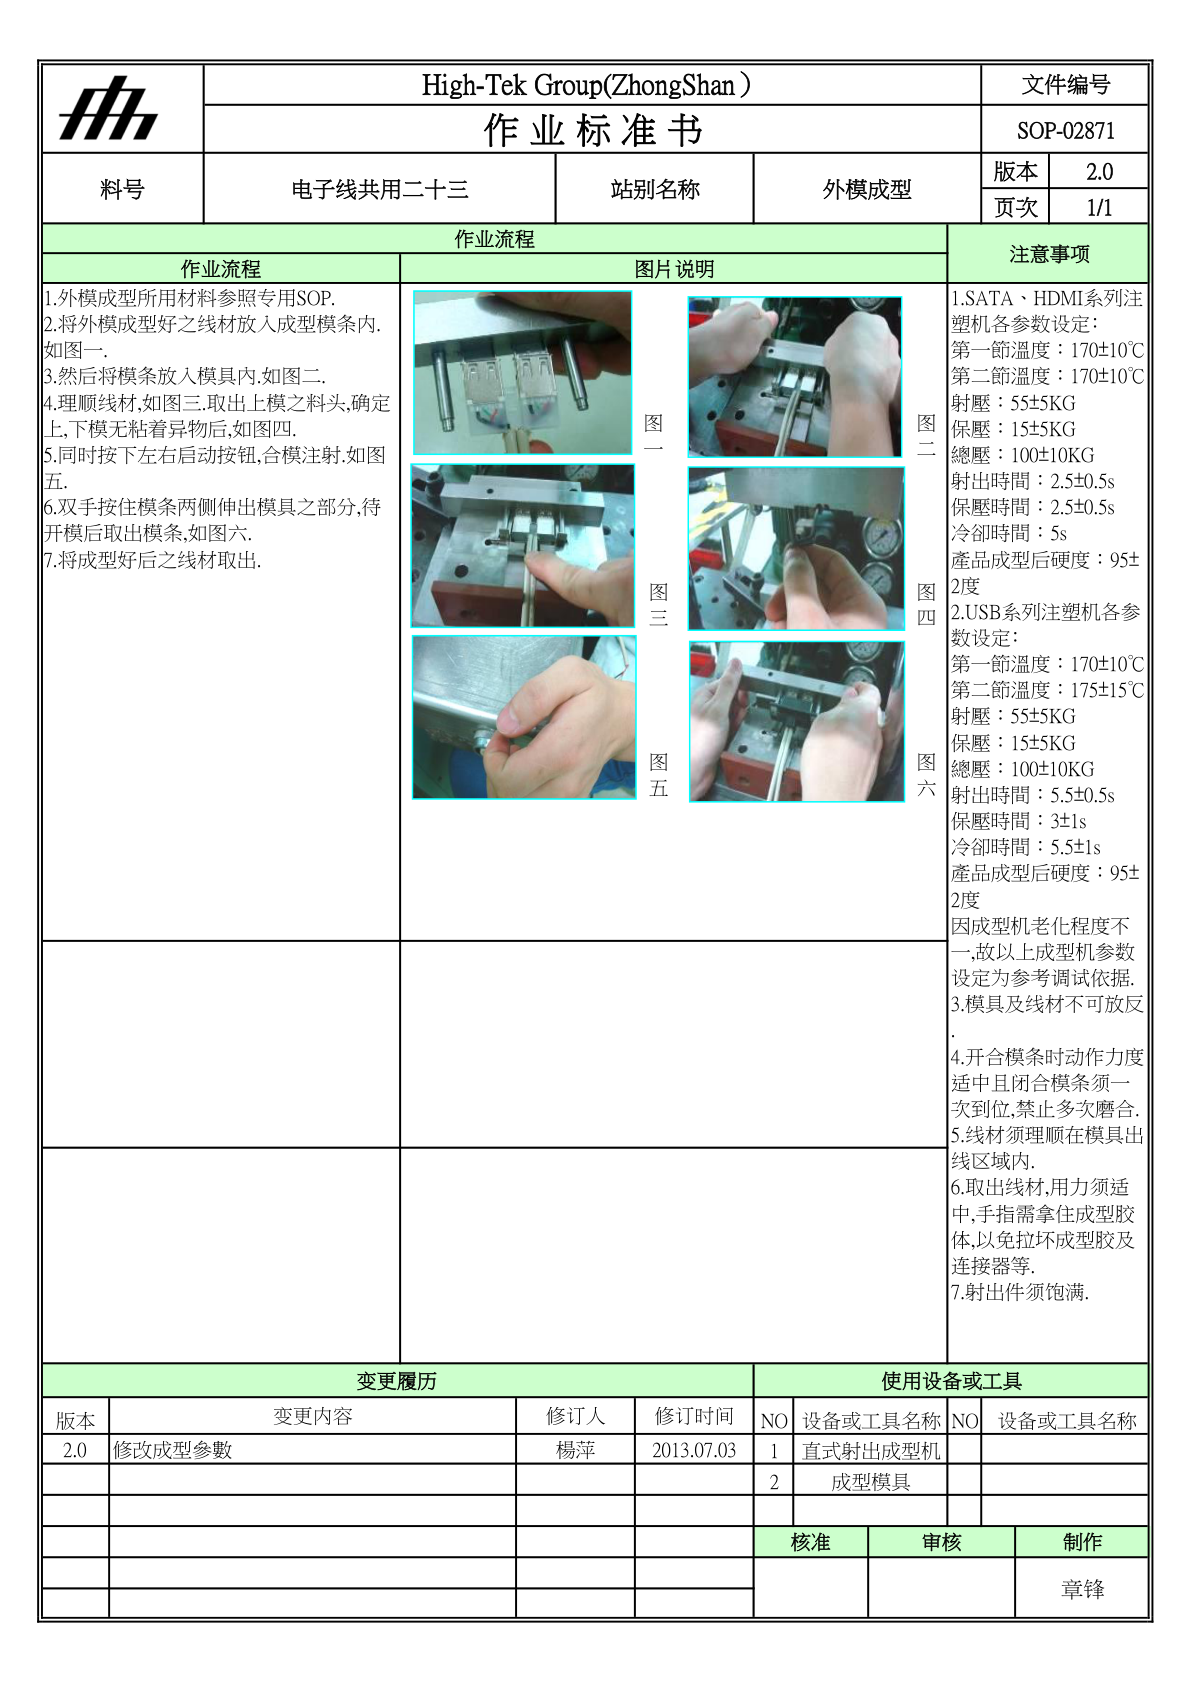 High-Tek Group(ZhongShan）
文件编号
作业标准书
SOP-02871
料号
电子线共用二十三
站别名称
外模成型
版本
2.0
页次
1/1
作业流程
注意事项
作业流程
图片说明
1.外模成型所用材料参照专用SOP.
2.将外模成型好之线材放入成型模条内.
如图一.
3.然后将模条放入模具内.如图二.
4.理顺线材,如图三.取出上模之料头,确定
上,下模无粘着异物后,如图四.
5.同时按下左右启动按钮,合模注射.如图
五.
6.双手按住模条两侧伸出模具之部分,待
开模后取出模条,如图六.
7.将成型好后之线材取出.
图
一
图
二
图
三
图
四
图
五
图
六
1.SATA、HDMI系列注
塑机各参数设定：
第一節溫度：170±10℃
第二節溫度：170±10℃
射壓：55±5KG
保壓：15±5KG
總壓：100±10KG
射出時間：2.5±0.5s
保壓時間：2.5±0.5s
冷卻時間：5s
產品成型后硬度：95±
2度
2.USB系列注塑机各参
数设定：
第一節溫度：170±10℃
第二節溫度：175±15℃
射壓：55±5KG
保壓：15±5KG
總壓：100±10KG
射出時間：5.5±0.5s
保壓時間：3±1s
冷卻時間：5.5±1s
產品成型后硬度：95±
2度
因成型机老化程度不
一,故以上成型机参数
设定为参考调试依据.
3.模具及线材不可放反
.
4.开合模条时动作力度
适中且闭合模条须一
次到位,禁止多次磨合.
5.线材须理顺在模具出
线区域内.
6.取出线材,用力须适
中,手指需拿住成型胶
体,以免拉坏成型胶及
连接器等.
7.射出件须饱满.
变更履历
使用设备或工具
版本
变更内容
修订人
修订时间
NO
设备或工具名称
NO
设备或工具名称
2.0
修改成型參數
楊萍
2013.07.03
1
直式射出成型机
2
成型模具
核准
审核
制作
章锋